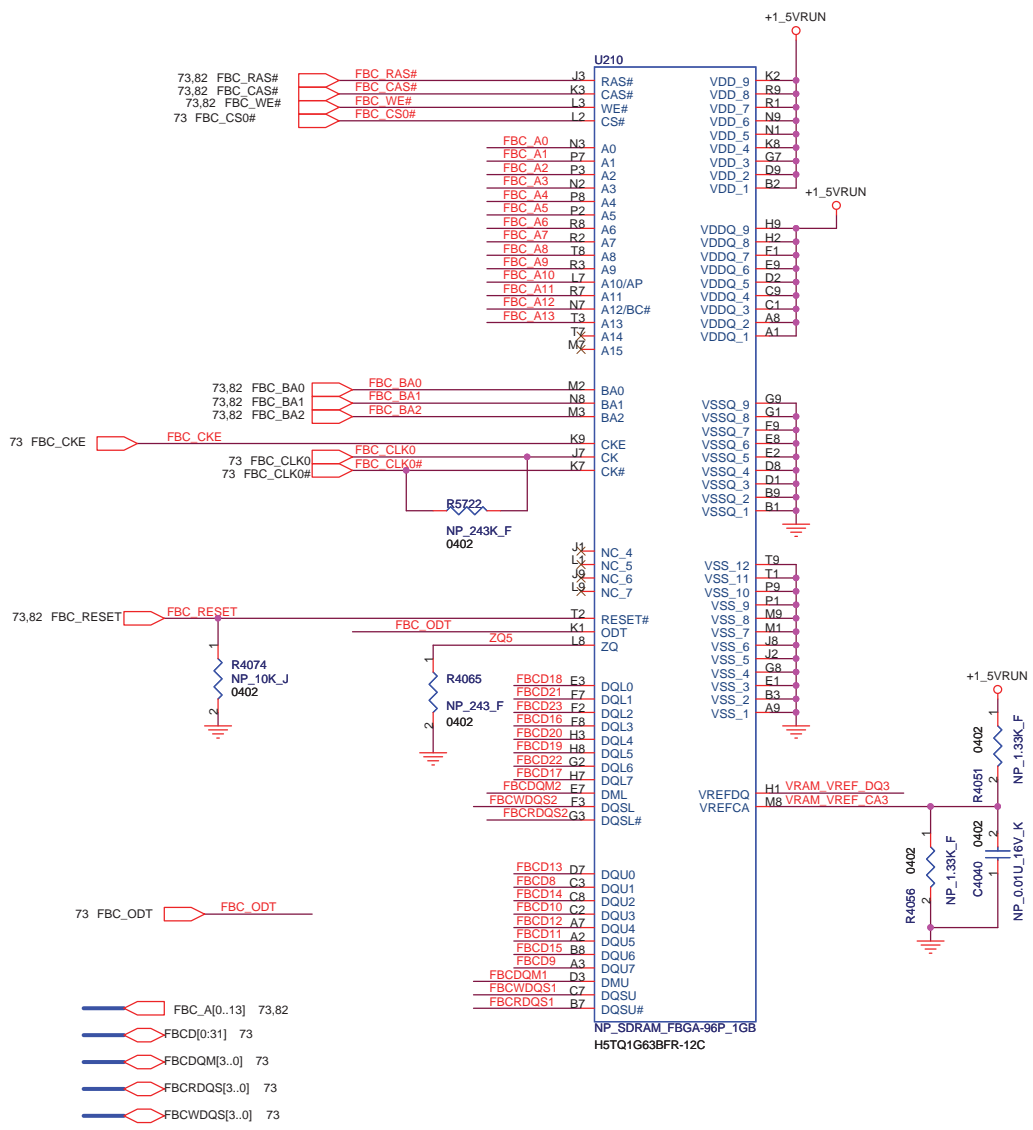 +1_5VRUN
U210
73,82 FBC_RAS# FBC_RAS# J3 RAS# VDD_9 K2
73,82 FBC_CAS# FBC_CAS# K3 CAS# VDD_8 R9
73,82 FBC_WE# FBC_WE# L3 WE# VDD_7 R1
73 FBC_CS0# FBC_CS0# L2 CS# VDD_6 N9
VDD_5 N1
FBC_A0 N3 A0 VDD_4 K8
FBC_A1 P7 A1 VDD_3 G7
FBC_A2 P3 A2 VDD_2 D9
FBC_A3 N2 A3 VDD_1 B2
FBC_A4 P8 A4 +1_5VRUN
FBC_A5 P2 A5
FBC_A6 R8 A6 VDDQ_9 H9
FBC_A7 R2 A7 VDDQ_8 H2
FBC_A8 T8 A8 VDDQ_7 F1
FBC_A9 R3 A9 VDDQ_6 E9
FBC_A10 L7 A10/AP VDDQ_5 D2
FBC_A11 R7 A11 VDDQ_4 C9
FBC_A12 N7 A12/BC# VDDQ_3 C1
FBC_A13 T3 A13 VDDQ_2 A8
T7 A14 VDDQ_1 A1
M7 A15
73,82 FBC_BA0 FBC_BA0 M2 BA0
73,82 FBC_BA1 FBC_BA1 N8 BA1 VSSQ_9 G9
73,82 FBC_BA2 FBC_BA2 M3 BA2 VSSQ_8 G1
VSSQ_7 F9
73 FBC_CKE FBC_CKE K9 CKE VSSQ_6 E8
73 FBC_CLK0 FBC_CLK0 J7 CK VSSQ_5 E2
73 FBC_CLK0# FBC_CLK0# K7 CK# VSSQ_4 D8
VSSQ_3 D1
VSSQ_2 B9
R5722 VSSQ_1 B1
NP_243K_F
0402
J1 NC_4
L1 NC_5 VSS_12 T9
J9 NC_6 VSS_11 T1
L9 NC_7 VSS_10 P9
VSS_9 P1
73,82 FBC_RESET FBC_RESET T2 RESET# VSS_8 M9
FBC_ODT K1 ODT VSS_7 M1
ZQ5 L8 ZQ VSS_6 J8
1 VSS_5 J2
R4074 1 VSS_4 G8
NP_10K_J R4065 VSS_3 E1
0402 VSS_2 B3
2 NP_243_F VSS_1 A9
0402
2
+1_5VRUN
FBCD18 E3 DQL0
FBCD21 F7 DQL1
FBCD23 F2 DQL2
FBCD16 F8 DQL3
FBCD20 H3 DQL4
FBCD19 H8 DQL5
FBCD22 G2 DQL6
FBCD17 H7 DQL7
FBCDQM2 E7 DML VREFDQ H1 VRAM_VREF_DQ3
FBCWDQS2 F3 DQSL VREFCA M8 VRAM_VREF_CA3
FBCRDQS2 G3 DQSL#
1 2 R4051 0402 NP_1.33K_F
1 2 R4056 0402 NP_1.33K_F
2 1 C4040 0402 NP_0.01U_16V_K
FBCD13 D7 DQU0
FBCD8 C3 DQU1
FBCD14 C8 DQU2
FBCD10 C2 DQU3
FBCD12 A7 DQU4
FBCD11 A2 DQU5
FBCD15 B8 DQU6
FBCD9 A3 DQU7
FBCDQM1 D3 DMU
FBCWDQS1 C7 DQSU
FBCRDQS1 B7 DQSU#
73 FBC_ODT FBC_ODT
NP_SDRAM_FBGA-96P_1GB
H5TQ1G63BFR-12C
FBC_A[0..13] 73,82
FBCD[0:31] 73
FBCDQM[3..0] 73
FBCRDQS[3..0] 73
FBCWDQS[3..0] 73